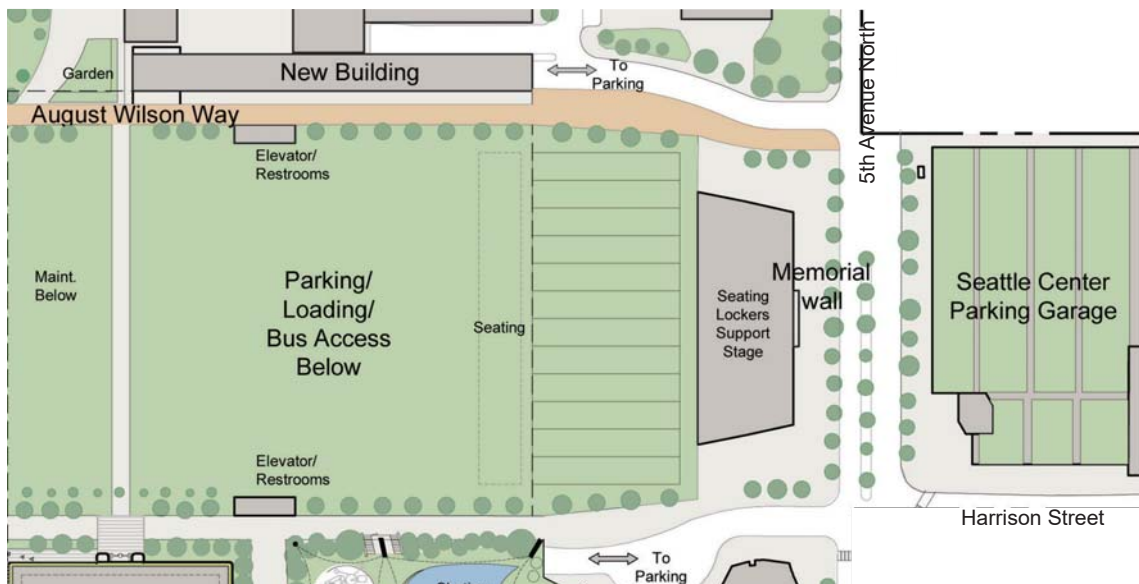 Garden
New Building
To
Parking
August Wilson Way
5th Avenue North
Elevator/
Restrooms
Maint.
Below
Parking/
Loading/
Bus Access
Below
Seating
Seating
Lockers
Support
Stage
Memorial
wall
Seattle Center
Parking Garage
Elevator/
Restrooms
Harrison Street
To
Parking